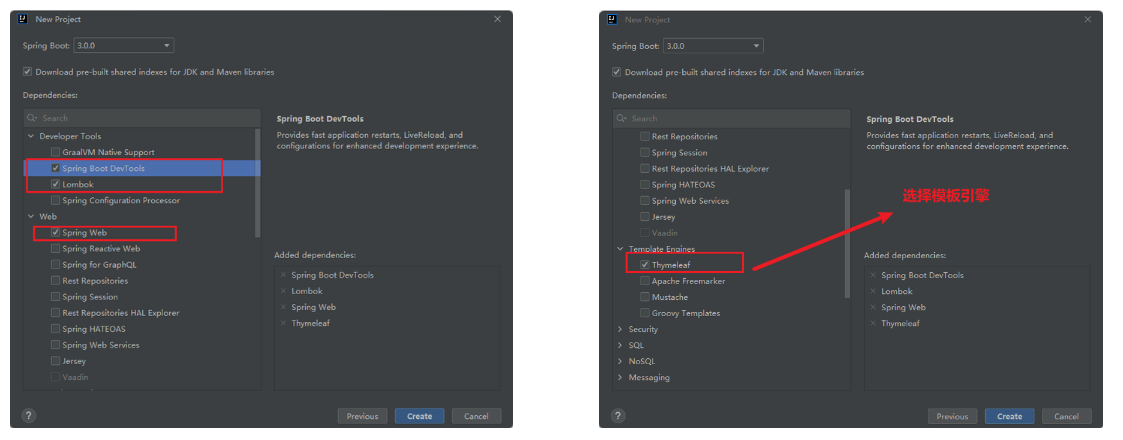 New Project
Spring Boot: 3.0.0
Download pre-built shared indexes for JDK and Maven libraries
Dependencies:
Search
Developer Tools
GraalVM Native Support
Spring Boot DevTools
Lombok
Spring Configuration Processor
Web
Spring Web
Spring Reactive Web
Spring for GraphQL
Rest Repositories
Spring Session
Rest Repositories HAL Explorer
Spring HATEOAS
Spring Web Services
Jersey
Vaadin
Spring Boot DevTools
Provides fast application restarts, LiveReload, and
configurations for enhanced development experience.
Added dependencies:
Spring Boot DevTools
Lombok
Spring Web
Thymeleaf
?
Previous
Create
Cancel
New Project
Spring Boot: 3.0.0
Download pre-built shared indexes for JDK and Maven libraries
Dependencies:
Search
Rest Repositories
Spring Session
Rest Repositories HAL Explorer
Spring HATEOAS
Spring Web Services
Jersey
Vaadin
Template Engines
Thymeleaf
Apache Freemarker
Mustache
Groovy Templates
Security
SQL
NoSQL
Messaging
Spring Boot DevTools
Provides fast application restarts, LiveReload, and
configurations for enhanced development experience.
选择模板引擎
Added dependencies:
Spring Boot DevTools
Lombok
Spring Web
Thymeleaf
?
Previous
Create
Cancel